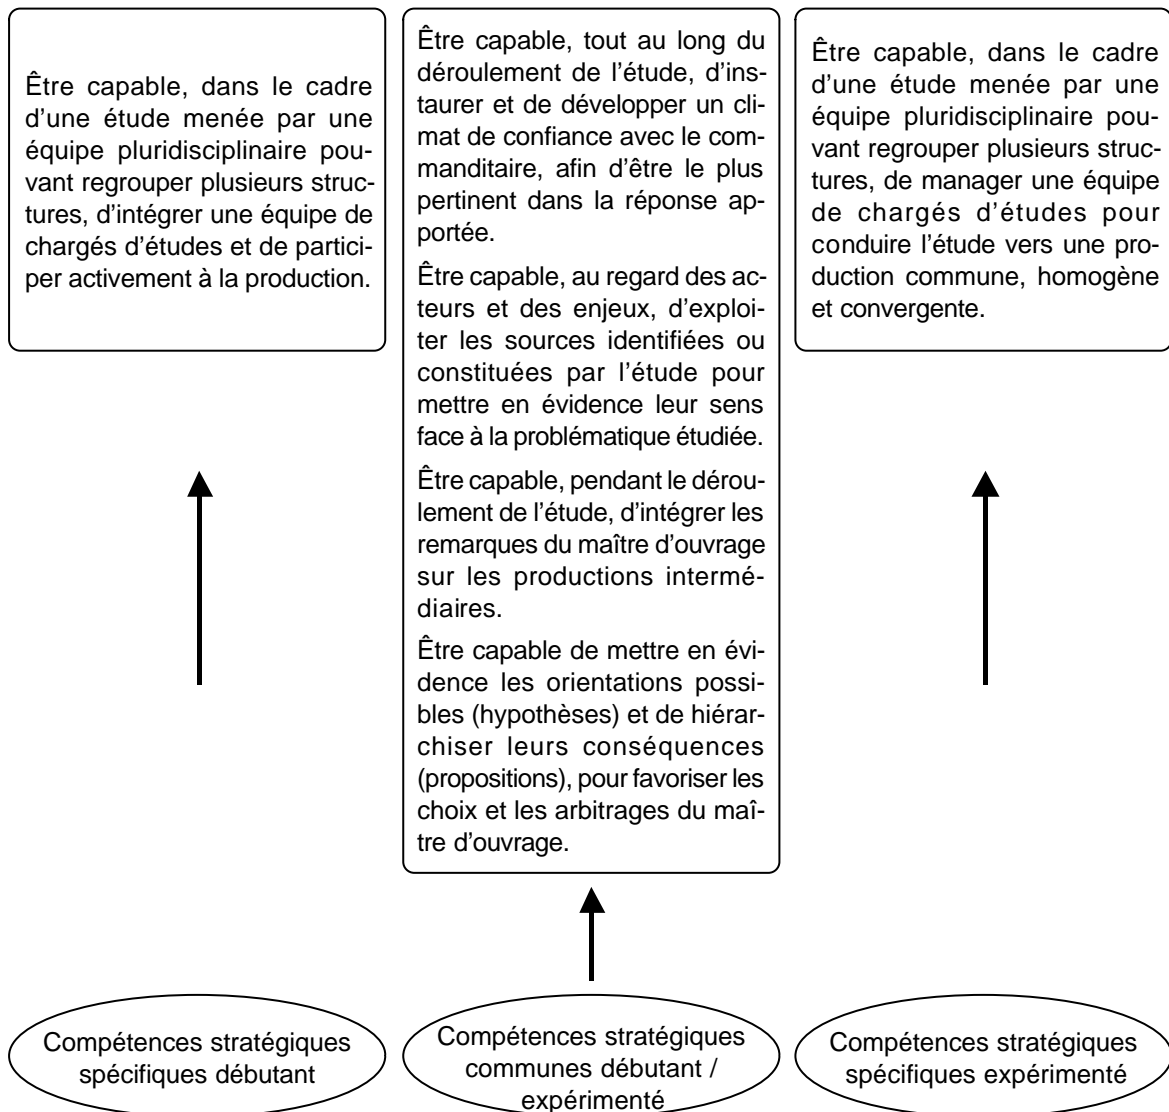 Être capable, dans le cadre
d'une étude menée par une
équipe pluridisciplinaire pou-
vant regrouper plusieurs struc-
tures, d'intégrer une équipe de
chargés d'études et de partici-
per activement à la production.
Être capable, tout au long du
déroulement de l'étude, d'ins-
taurer et de développer un cli-
mat de confiance avec le com-
manditaire, afin d'être le plus
pertinent dans la réponse ap-
portée.
Être capable, au regard des ac-
teurs et des enjeux, d'exploi-
ter les sources identifiées ou
constituées par l'étude pour
mettre en évidence leur sens
face à la problématique étudiée.
Être capable, pendant le dérou-
lement de l'étude, d'intégrer les
remarques du maître d'ouvrage
sur les productions intermé-
diaires.
Être capable de mettre en évi-
dence les orientations possi-
bles (hypothèses) et de hiérar-
chiser leurs conséquences
(propositions), pour favoriser les
choix et les arbitrages du maî-
tre d'ouvrage.
Être capable, dans le cadre
d'une étude menée par une
équipe pluridisciplinaire pou-
vant regrouper plusieurs struc-
tures, de manager une équipe
de chargés d'études pour
conduire l'étude vers une pro-
duction commune, homogène
et convergente.
Compétences stratégiques
spécifiques débutant
Compétences stratégiques
communes débutant /
expérimenté
Compétences stratégiques
spécifiques expérimenté